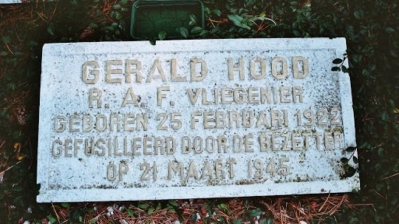 GERALD HOOD
R. A. F. VLIEGENIER
GEBOREN 25 FEBRUARI 1922
GEFUSILLEERD DOOR DE BEZETTER
OP 21 MAART 1945